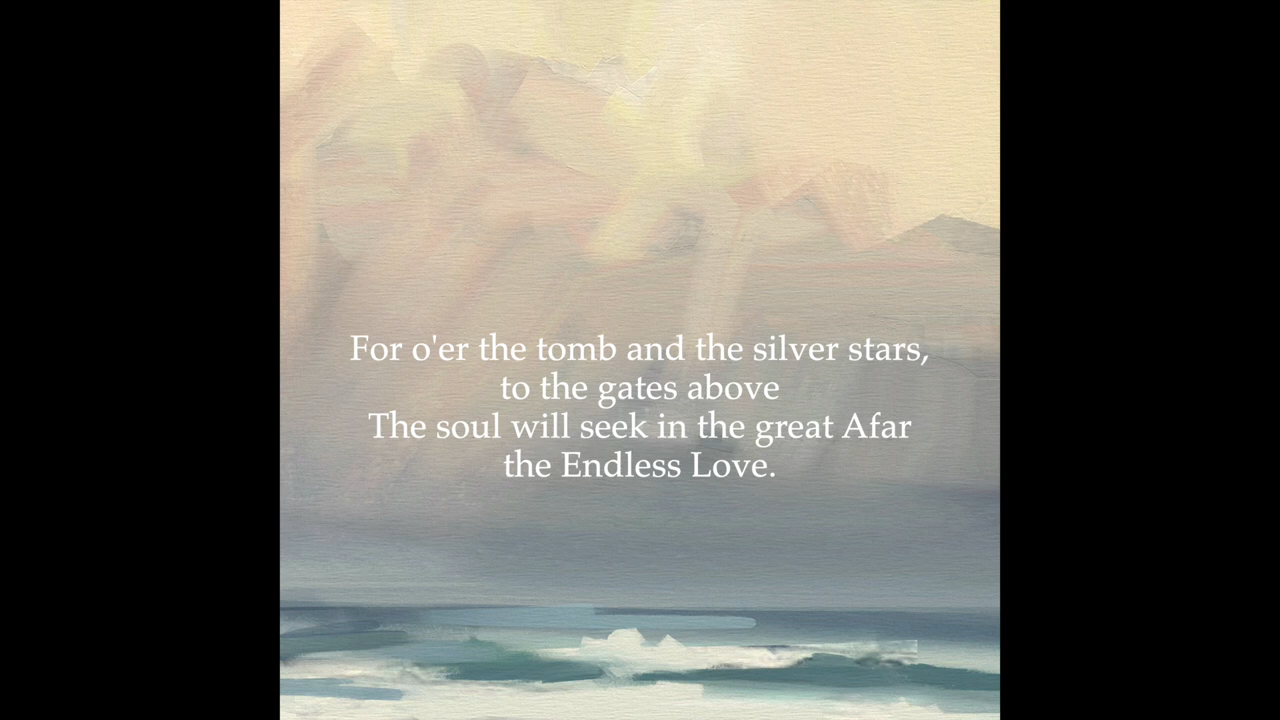 For o'er the tomb and the silver stars,
to the gates above
The soul will seek in the great Afar
the Endless Love.